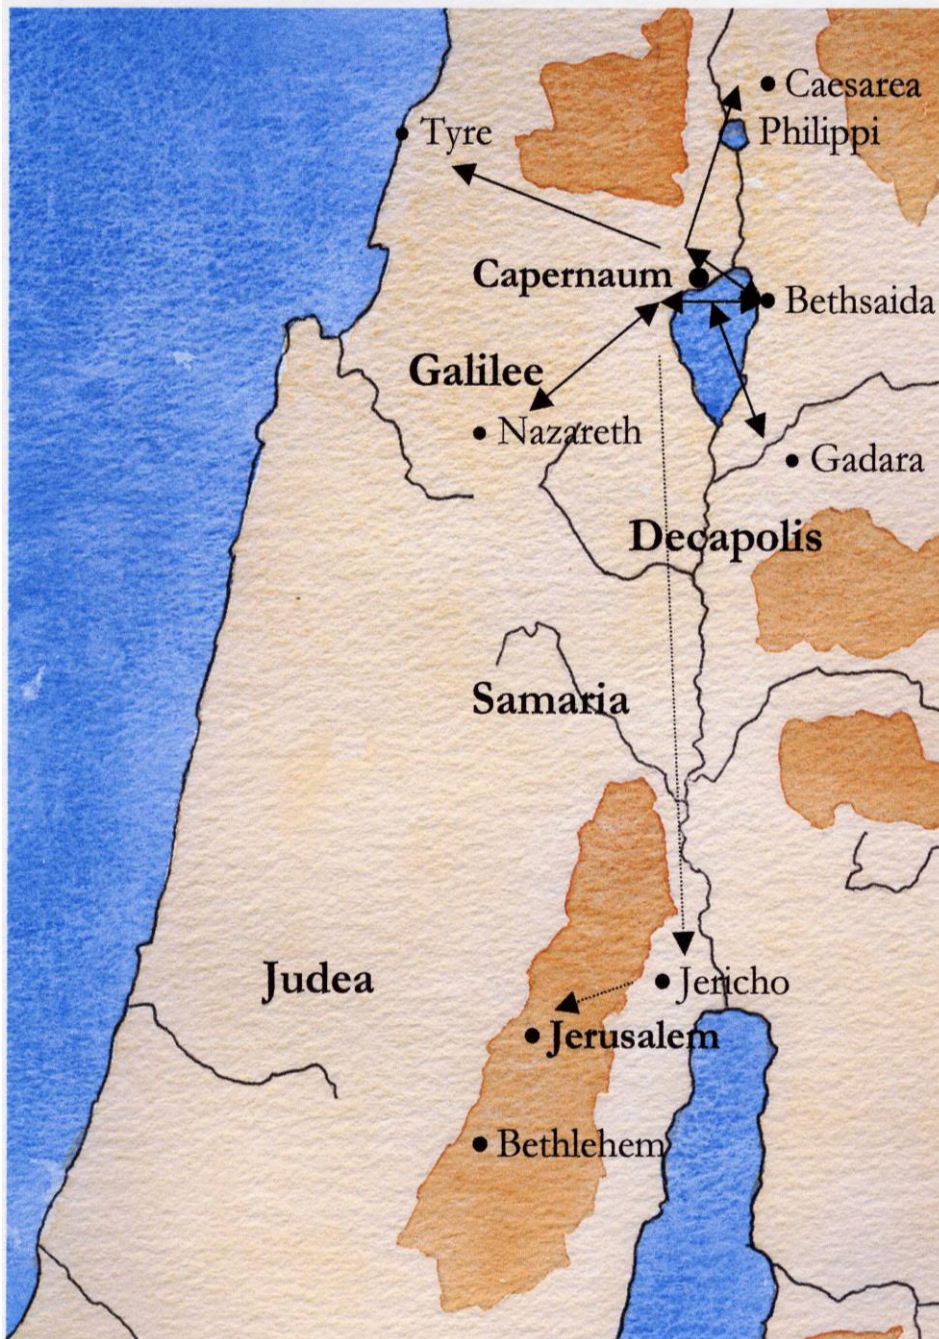 Caesarea
Philippi
Tyre
Capernaum
Bethsaida
Galilee
Nazareth
Gadara
Decapolis
Samaria
Judea
Jericho
Jerusalem
Bethlehem